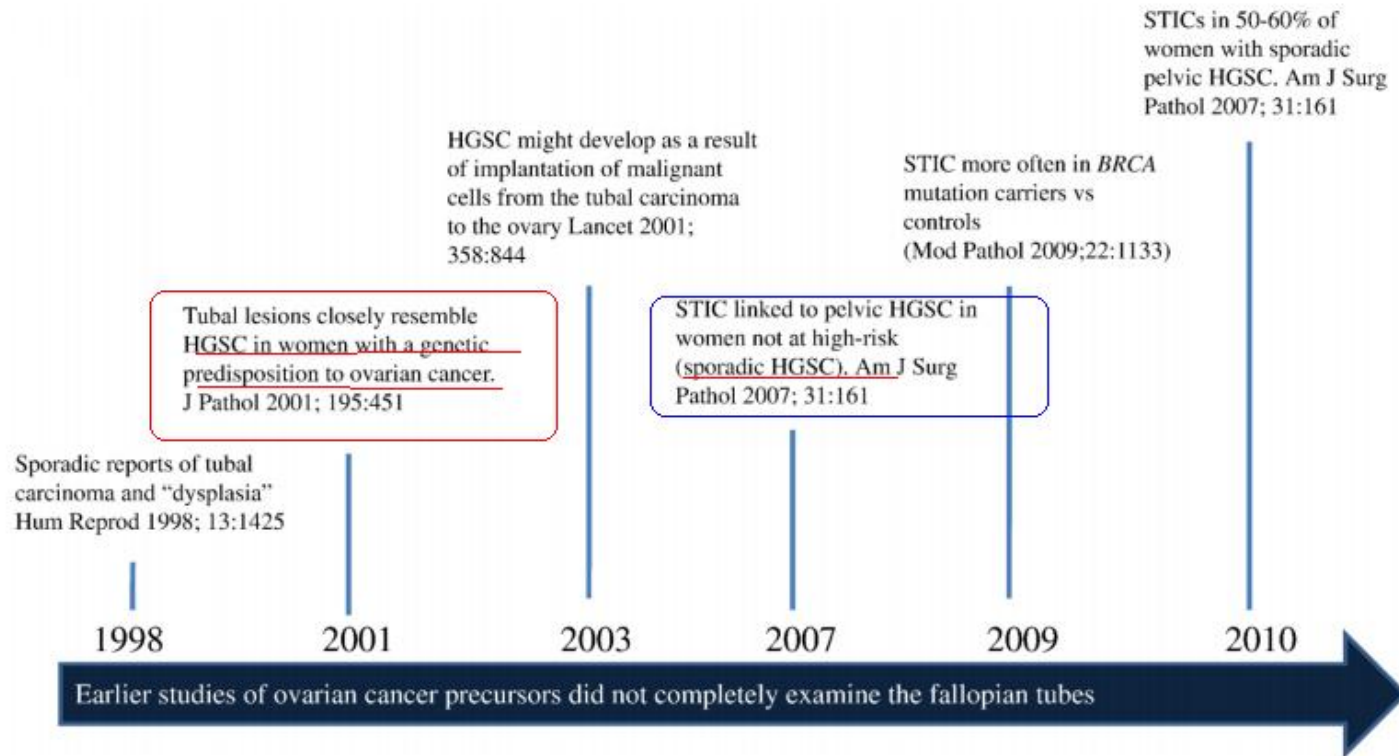 Sporadic reports of tubal
carcinoma and “dysplasia”
Hum Reprod 1998; 13:1425
Tubal lesions closely resemble
HGSC in women with a genetic
predisposition to ovarian cancer.
J Pathol 2001; 195:451
HGSC might develop as a result
of implantation of malignant
cells from the tubal carcinoma
to the ovary Lancet 2001;
358:844
STIC linked to pelvic HGSC in
women not at high-risk
(sporadic HGSC). Am J Surg
Pathol 2007; 31:161
STIC more often in BRCA
mutation carriers vs
controls
(Mod Pathol 2009;22:1133)
STICs in 50-60% of
women with sporadic
pelvic HGSC. Am J Surg
Pathol 2007; 31:161
1998 2001 2003 2007 2009 2010
Earlier studies of ovarian cancer precursors did not completely examine the fallopian tubes